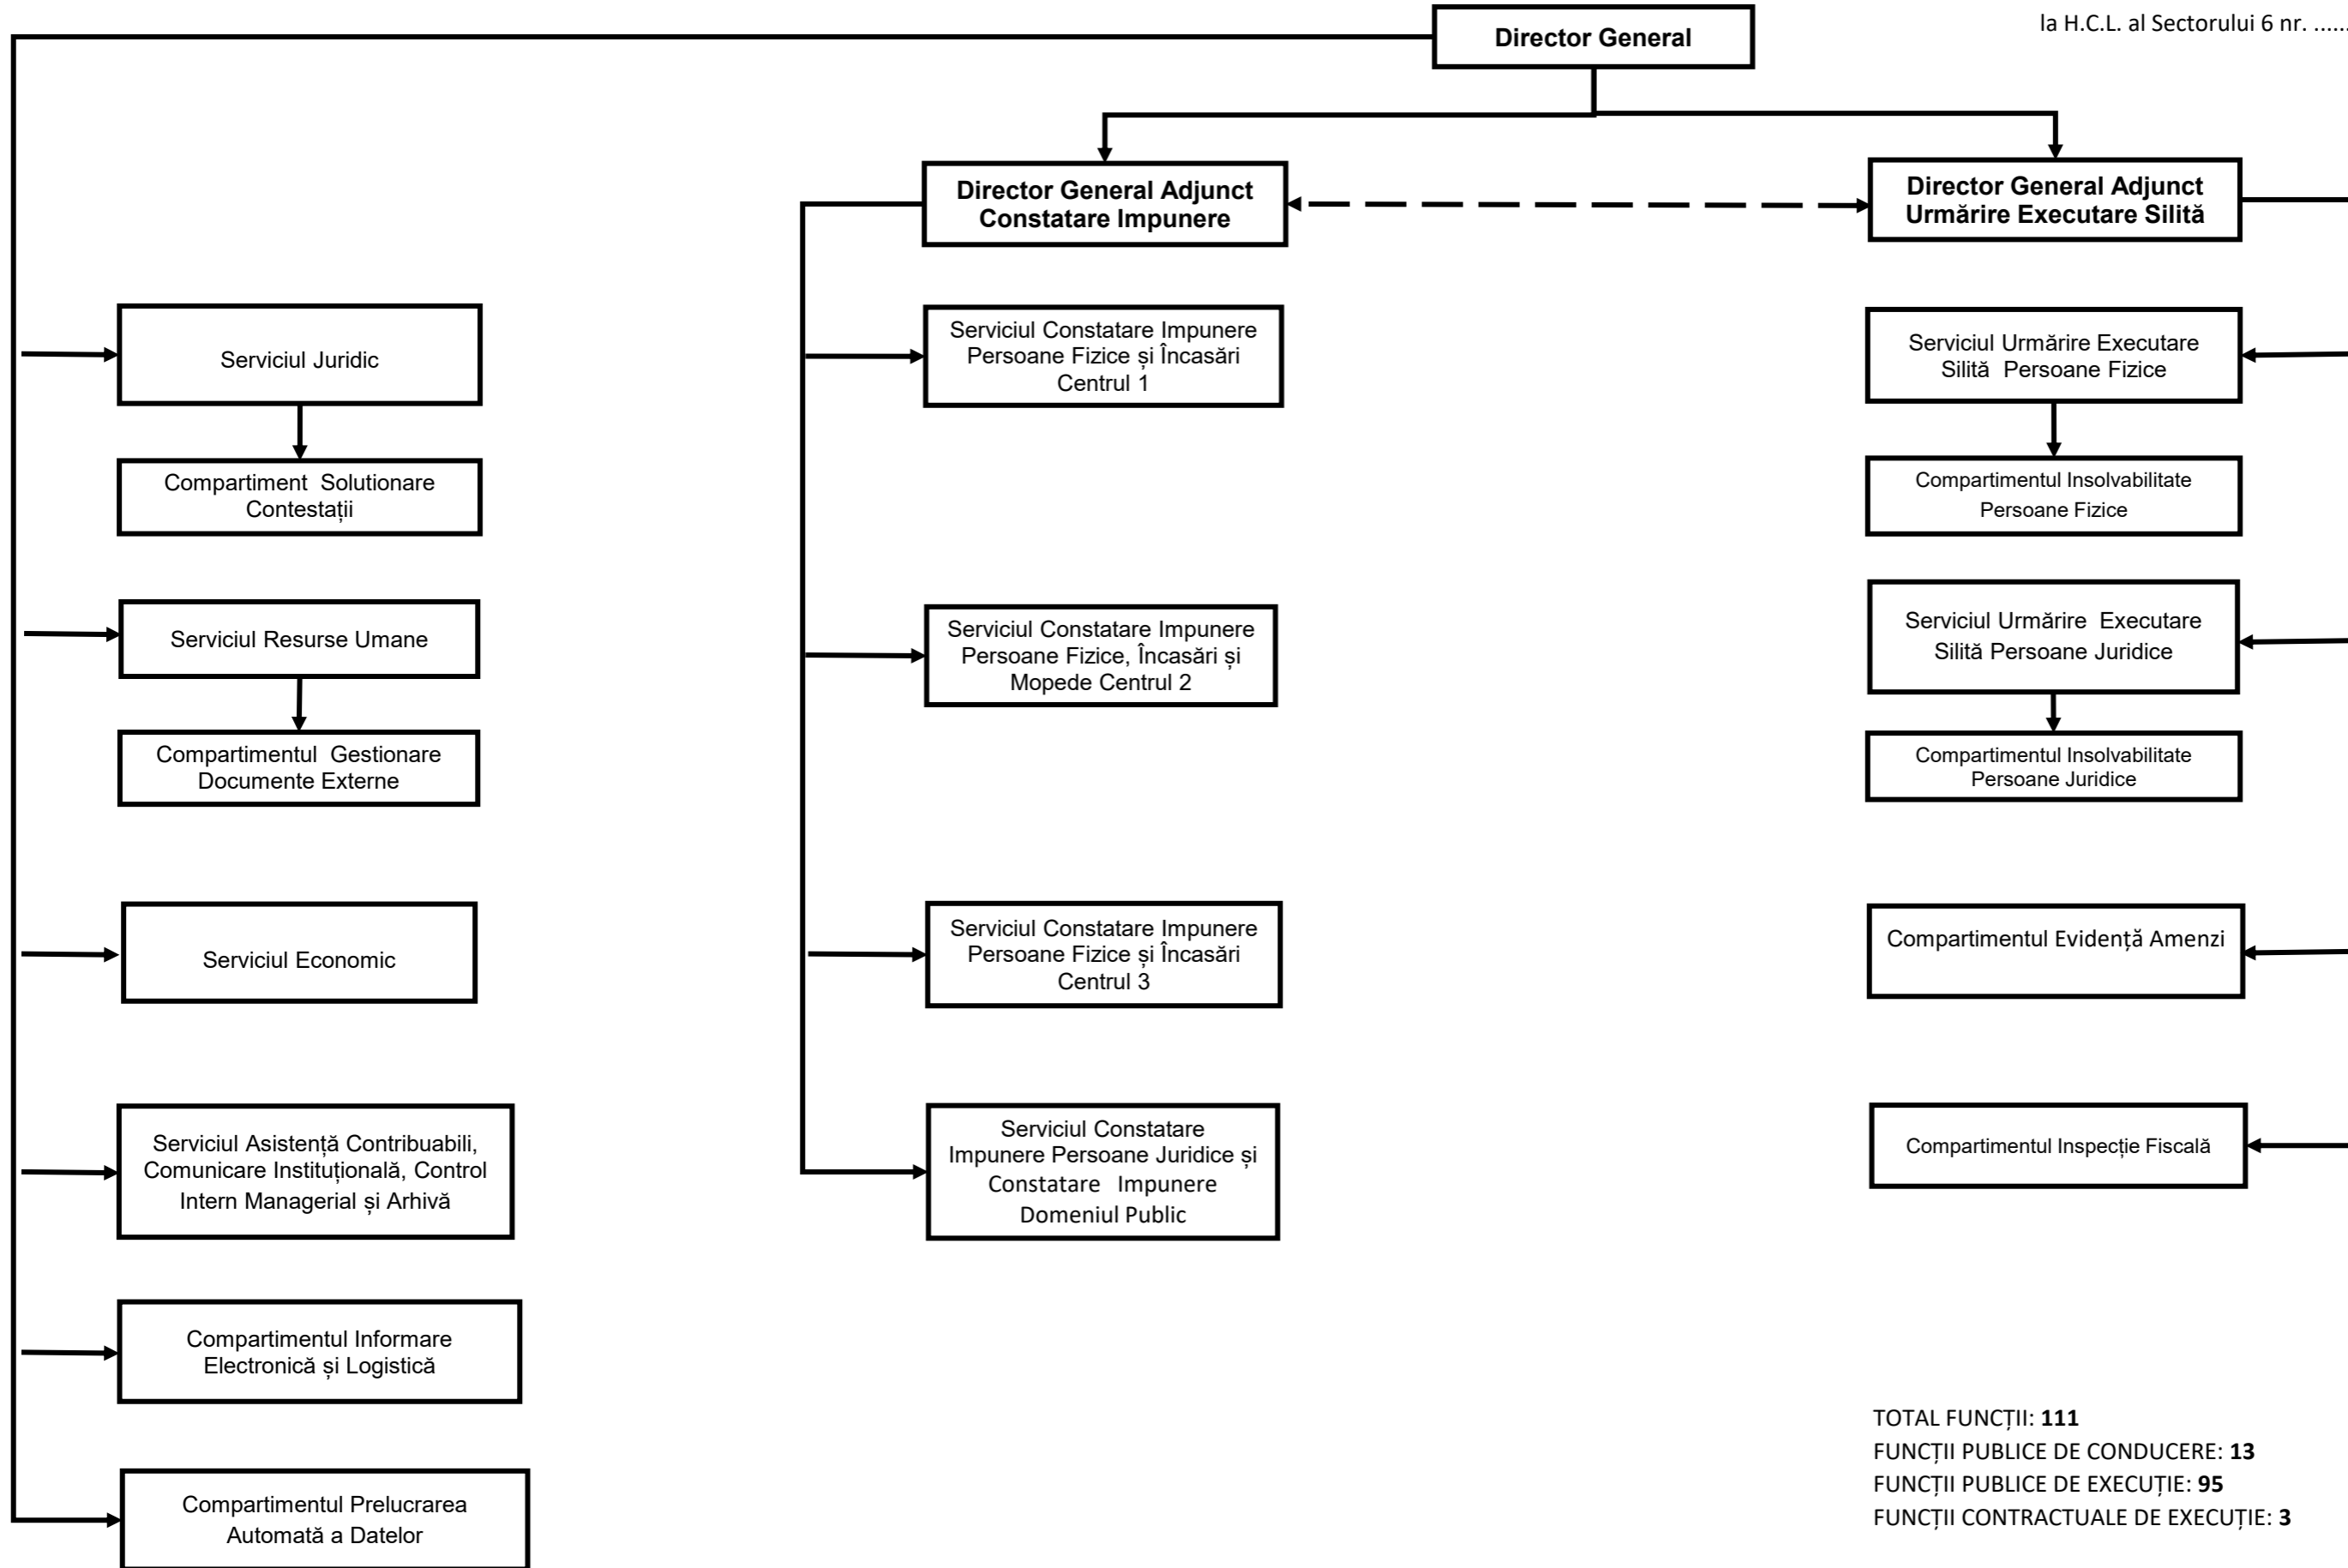 Director General
la H.C.L. al Sectorului 6 nr. ......
Director General Adjunct
Constatare Impunere
Director General Adjunct
Urmărire Executare Silită
Serviciul Juridic
Compartiment Solutionare
Contestații
Serviciul Resurse Umane
Compartimentul Gestionare
Documente Externe
Serviciul Economic
Serviciul Asistență Contribuabili,
Comunicare Instituțională, Control
Intern Managerial și Arhivă
Compartimentul Informare
Electronică și Logistică
Compartimentul Prelucrarea
Automată a Datelor
Serviciul Constatare Impunere
Persoane Fizice și Încasări
Centrul 1
Serviciul Constatare Impunere
Persoane Fizice, Încasări și
Mopede Centrul 2
Serviciul Constatare Impunere
Persoane Fizice și Încasări
Centrul 3
Serviciul Constatare
Impunere Persoane Juridice și
Constatare Impunere
Domeniul Public
Serviciul Urmărire Executare
Silită Persoane Fizice
Compartimentul Insolvabilitate
Persoane Fizice
Serviciul Urmărire Executare
Silită Persoane Juridice
Compartimentul Insolvabilitate
Persoane Juridice
Compartimentul Evidență Amenzi
Compartimentul Inspecție Fiscală
TOTAL FUNCȚII: 111
FUNCȚII PUBLICE DE CONDUCERE: 13
FUNCȚII PUBLICE DE EXECUȚIE: 95
FUNCȚII CONTRACTUALE DE EXECUȚIE: 3